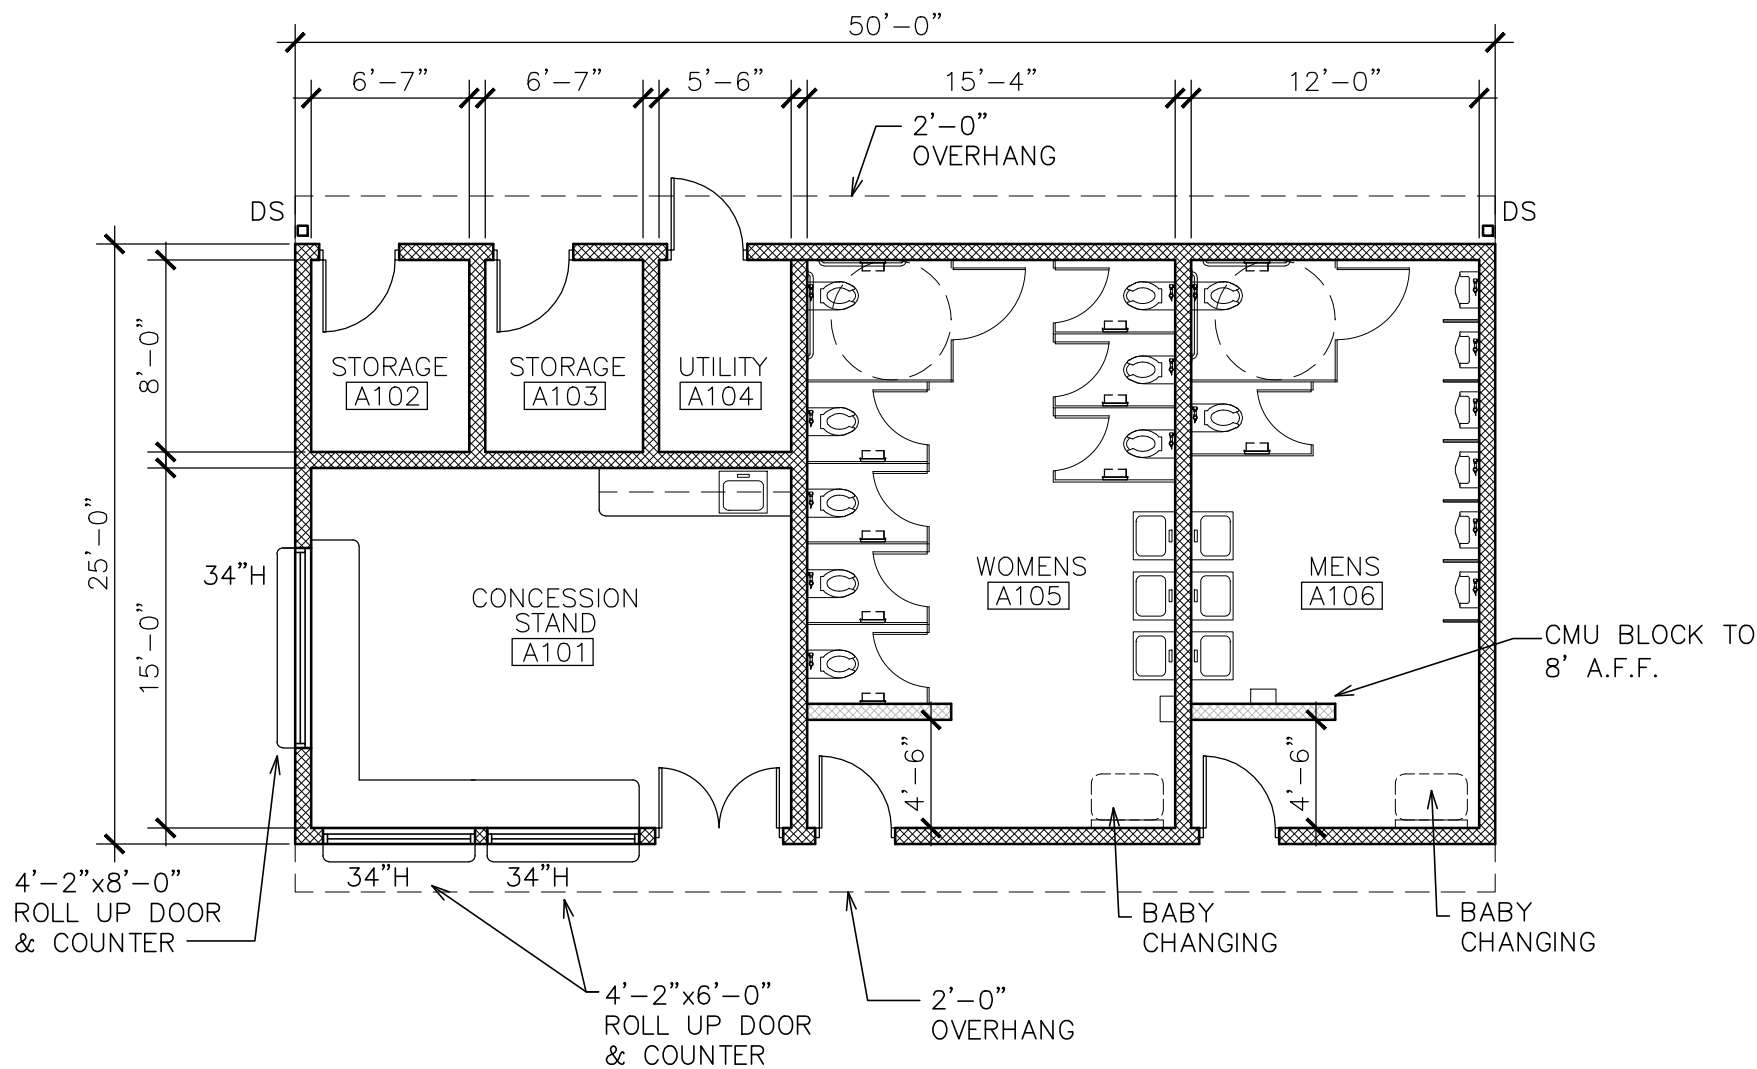 50'-0"
6'-7"
6'-7"
5'-6"
15'-4"
12'-0"
2'-0"
OVERHANG
DS
DS
8'-0"
25'-0"
15'-0"
STORAGE
A102
STORAGE
A103
UTILITY
A104
34"H
CONCESSION
STAND
A101
WOMENS
A105
MENS
A106
CMU BLOCK TO
8' A.F.F.
4'-6"
4'-6"
34"H
34"H
4'-2"x8'-0"
ROLL UP DOOR
& COUNTER
BABY
CHANGING
BABY
CHANGING
4'-2"x6'-0"
ROLL UP DOOR
& COUNTER
2'-0"
OVERHANG